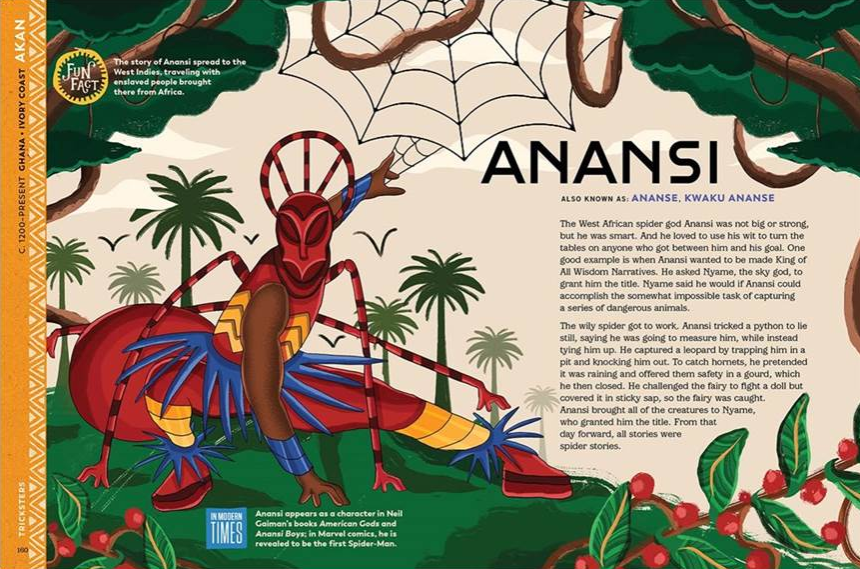 AKAN
C. 1200–PRESENT GHANA • IVORY COAST
TRICKSTERS
160
FUN
FACT
The story of Anansi spread to the
West Indies, traveling with
enslaved people brought
there from Africa.
ANANSI
ALSO KNOWN AS: ANANSE, KWAKU ANANSE
The West African spider god Anansi was not big or strong,
but he was smart. And he loved to use his wit to turn the
tables on anyone who got between him and his goal. One
good example is when Anansi wanted to be made King of
All Wisdom Narratives. He asked Nyame, the sky god, to
grant him the title. Nyame said he would if Anansi could
accomplish the somewhat impossible task of capturing
a series of dangerous animals.
The wily spider got to work. Anansi tricked a python to lie
still, saying he was going to measure him, while instead
tying him up. He captured a leopard by trapping him in a
pit and knocking him out. To catch hornets, he pretended
it was raining and offered them safety in a gourd, which
he then closed. He challenged the fairy to fight a doll but
covered it in sticky sap, so the fairy was caught.
Anansi brought all of the creatures to Nyame,
who granted him the title. From that
day forward, all stories were
spider stories.
IN MODERN
TIMES
Anansi appears as a character in Neil
Gaiman's books American Gods and
Anansi Boys; in Marvel comics, he is
revealed to be the first Spider-Man.